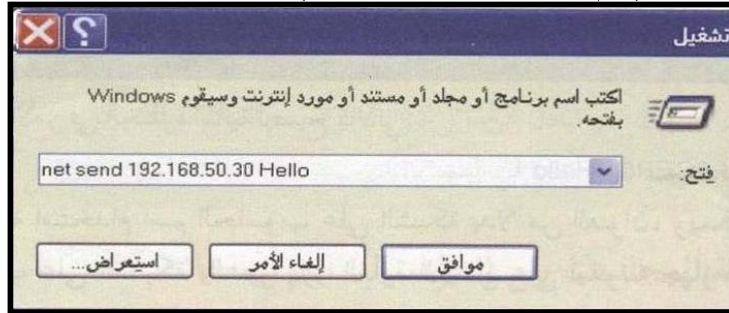 تشغيل
اكتب اسم برنامج أو مجلد أو مستند أو مورد إنترنت وسيقوم Windows
بفتحه.
فتح:
net send 192.168.50.30 Hello
موافق
إلغاء الأمر
استعراض...